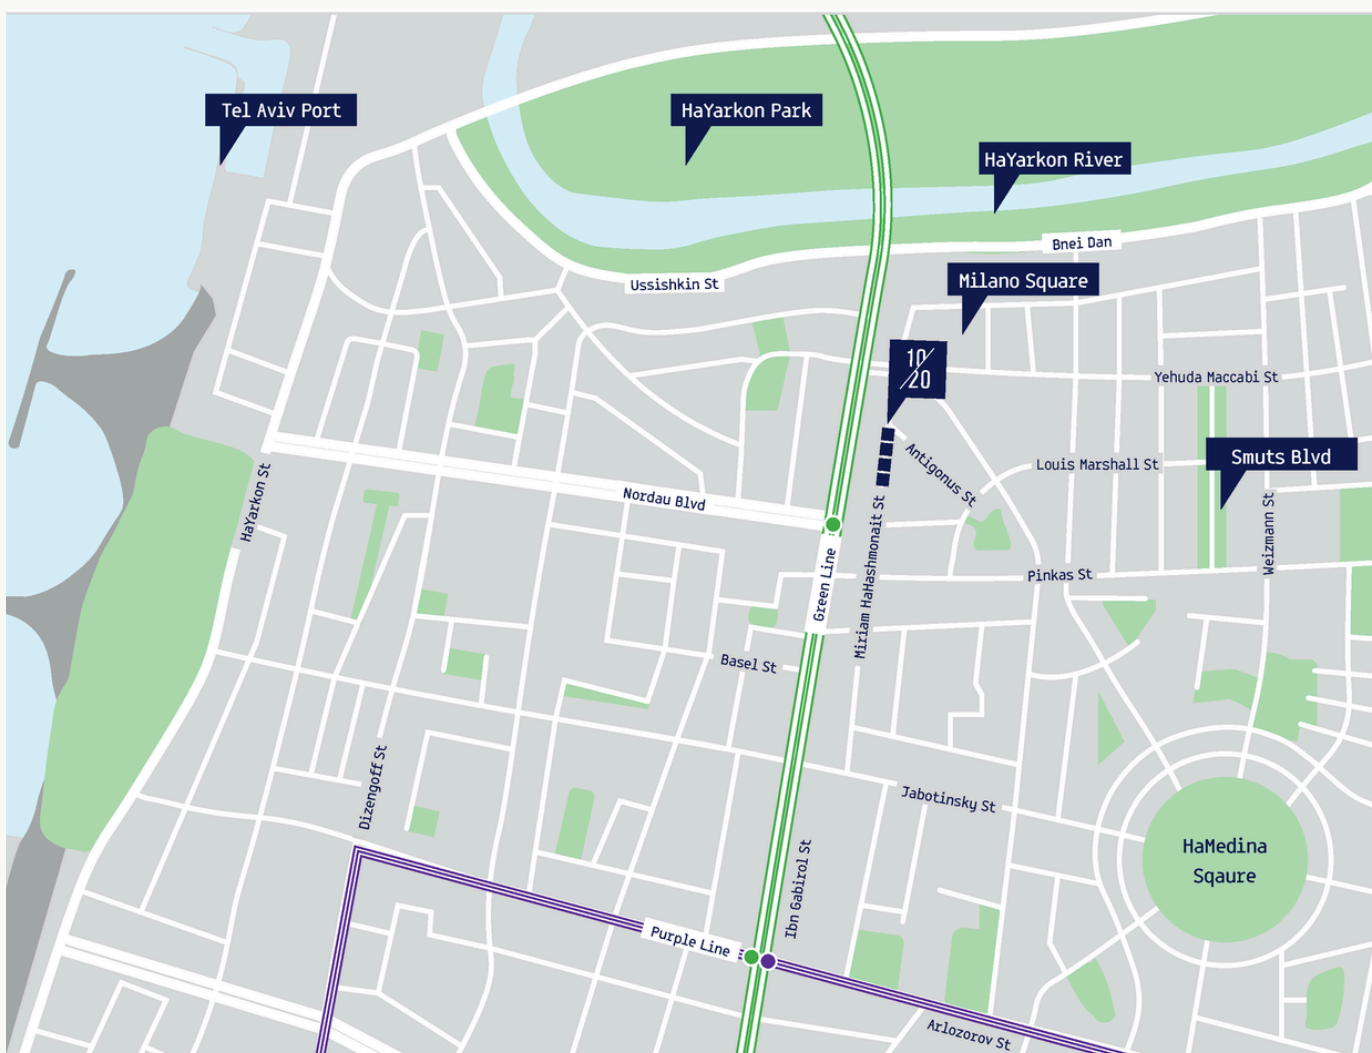 Tel Aviv Port
HaYarkon Park
HaYarkon River
Bnei Dan
Ussishkin St
Milano Square
10/
/20
Yehuda Maccabi St
Smuts Blvd
Louis Marshall St
Antigonus St
HaYarkon St
Nordau Blvd
Weizmann St
Miriam HaHashmonait St
Green Line
Pinkas St
Basel St
Dizengoff St
Jabotinsky St
HaMedina
Sqaure
Ibn Gabirol St
Purple Line
Arlozorov St